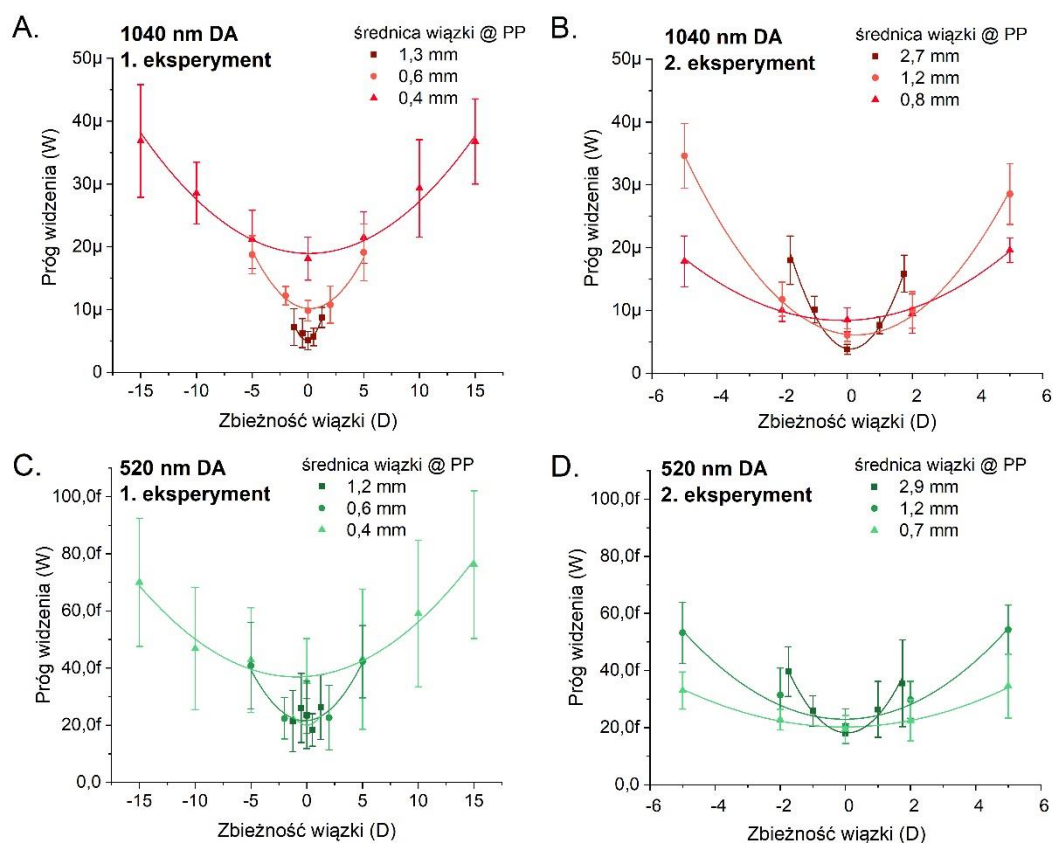 A.
1040 nm DA
1. eksperyment
średnica wiązki @ PP
1,3 mm
0,6 mm
0,4 mm
Próg widzenia (W)
50µ
40µ
30µ
20µ
10µ
0
-15 -10 -5 0 5 10 15
Zbieżność wiązki (D)
B.
1040 nm DA
2. eksperyment
średnica wiązki @ PP
2,7 mm
1,2 mm
0,8 mm
Próg widzenia (W)
50µ
40µ
30µ
20µ
10µ
0
-6 -4 -2 0 2 4 6
Zbieżność wiązki (D)
C.
520 nm DA
1. eksperyment
średnica wiązki @ PP
1,2 mm
0,6 mm
0,4 mm
Próg widzenia (W)
100,0f
80,0f
60,0f
40,0f
20,0f
0,0
-15 -10 -5 0 5 10 15
Zbieżność wiązki (D)
D.
520 nm DA
2. eksperyment
średnica wiązki @ PP
2,9 mm
1,2 mm
0,7 mm
Próg widzenia (W)
100,0f
80,0f
60,0f
40,0f
20,0f
0,0
-6 -4 -2 0 2 4 6
Zbieżność wiązki (D)